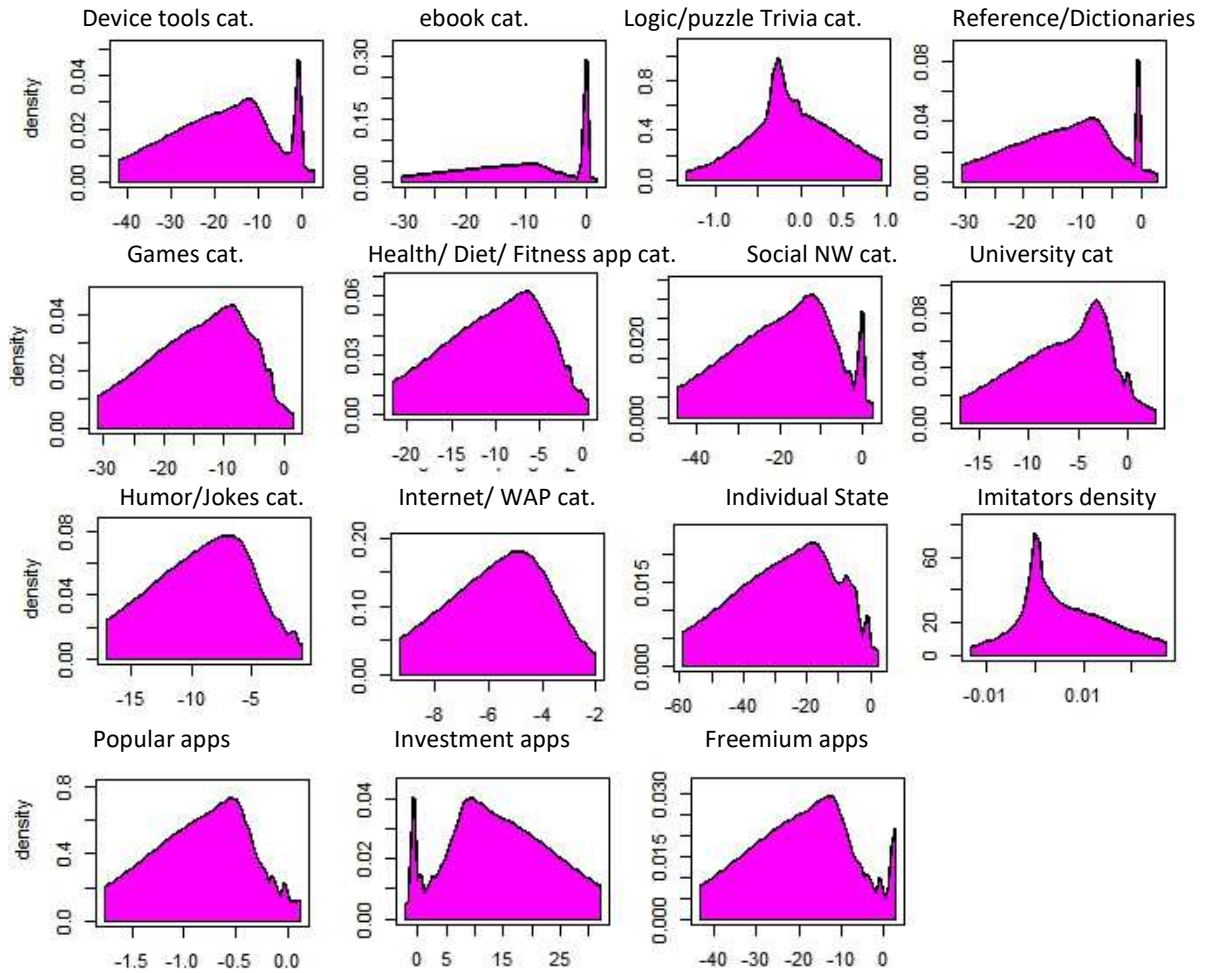 Device tools cat. ebook cat. Logic/puzzle Trivia cat. Reference/Dictionaries
density
0.00 0.02 0.04
-40 -30 -20 -10 0
0.00 0.15 0.30
-30 -20 -10 0
0.0 0.4 0.8
-1.0 0.0 0.5 1.0
0.00 0.04 0.08
-30 -20 -10 0
Games cat. Health/ Diet/ Fitness app cat. Social NW cat. University cat
density
0.00 0.02 0.04
-30 -20 -10 0
0.00 0.03 0.06
-20 -15 -10 -5 0
0.000 0.020
-40 -20 0
0.00 0.04 0.08
-15 -10 -5 0
Humor/Jokes cat. Internet/ WAP cat. Individual State Imitators density
density
0.00 0.04 0.08
-15 -10 -5
0.00 0.10 0.20
-8 -6 -4 -2
0.000 0.015
-60 -40 -20 0
0 20 60
-0.01 0.01
Popular apps Investment apps Freemium apps
density
0.0 0.4 0.8
-1.5 -1.0 -0.5 0.0
0.00 0.02 0.04
0 5 15 25
0.000 0.015 0.030
-40 -30 -20 -10 0